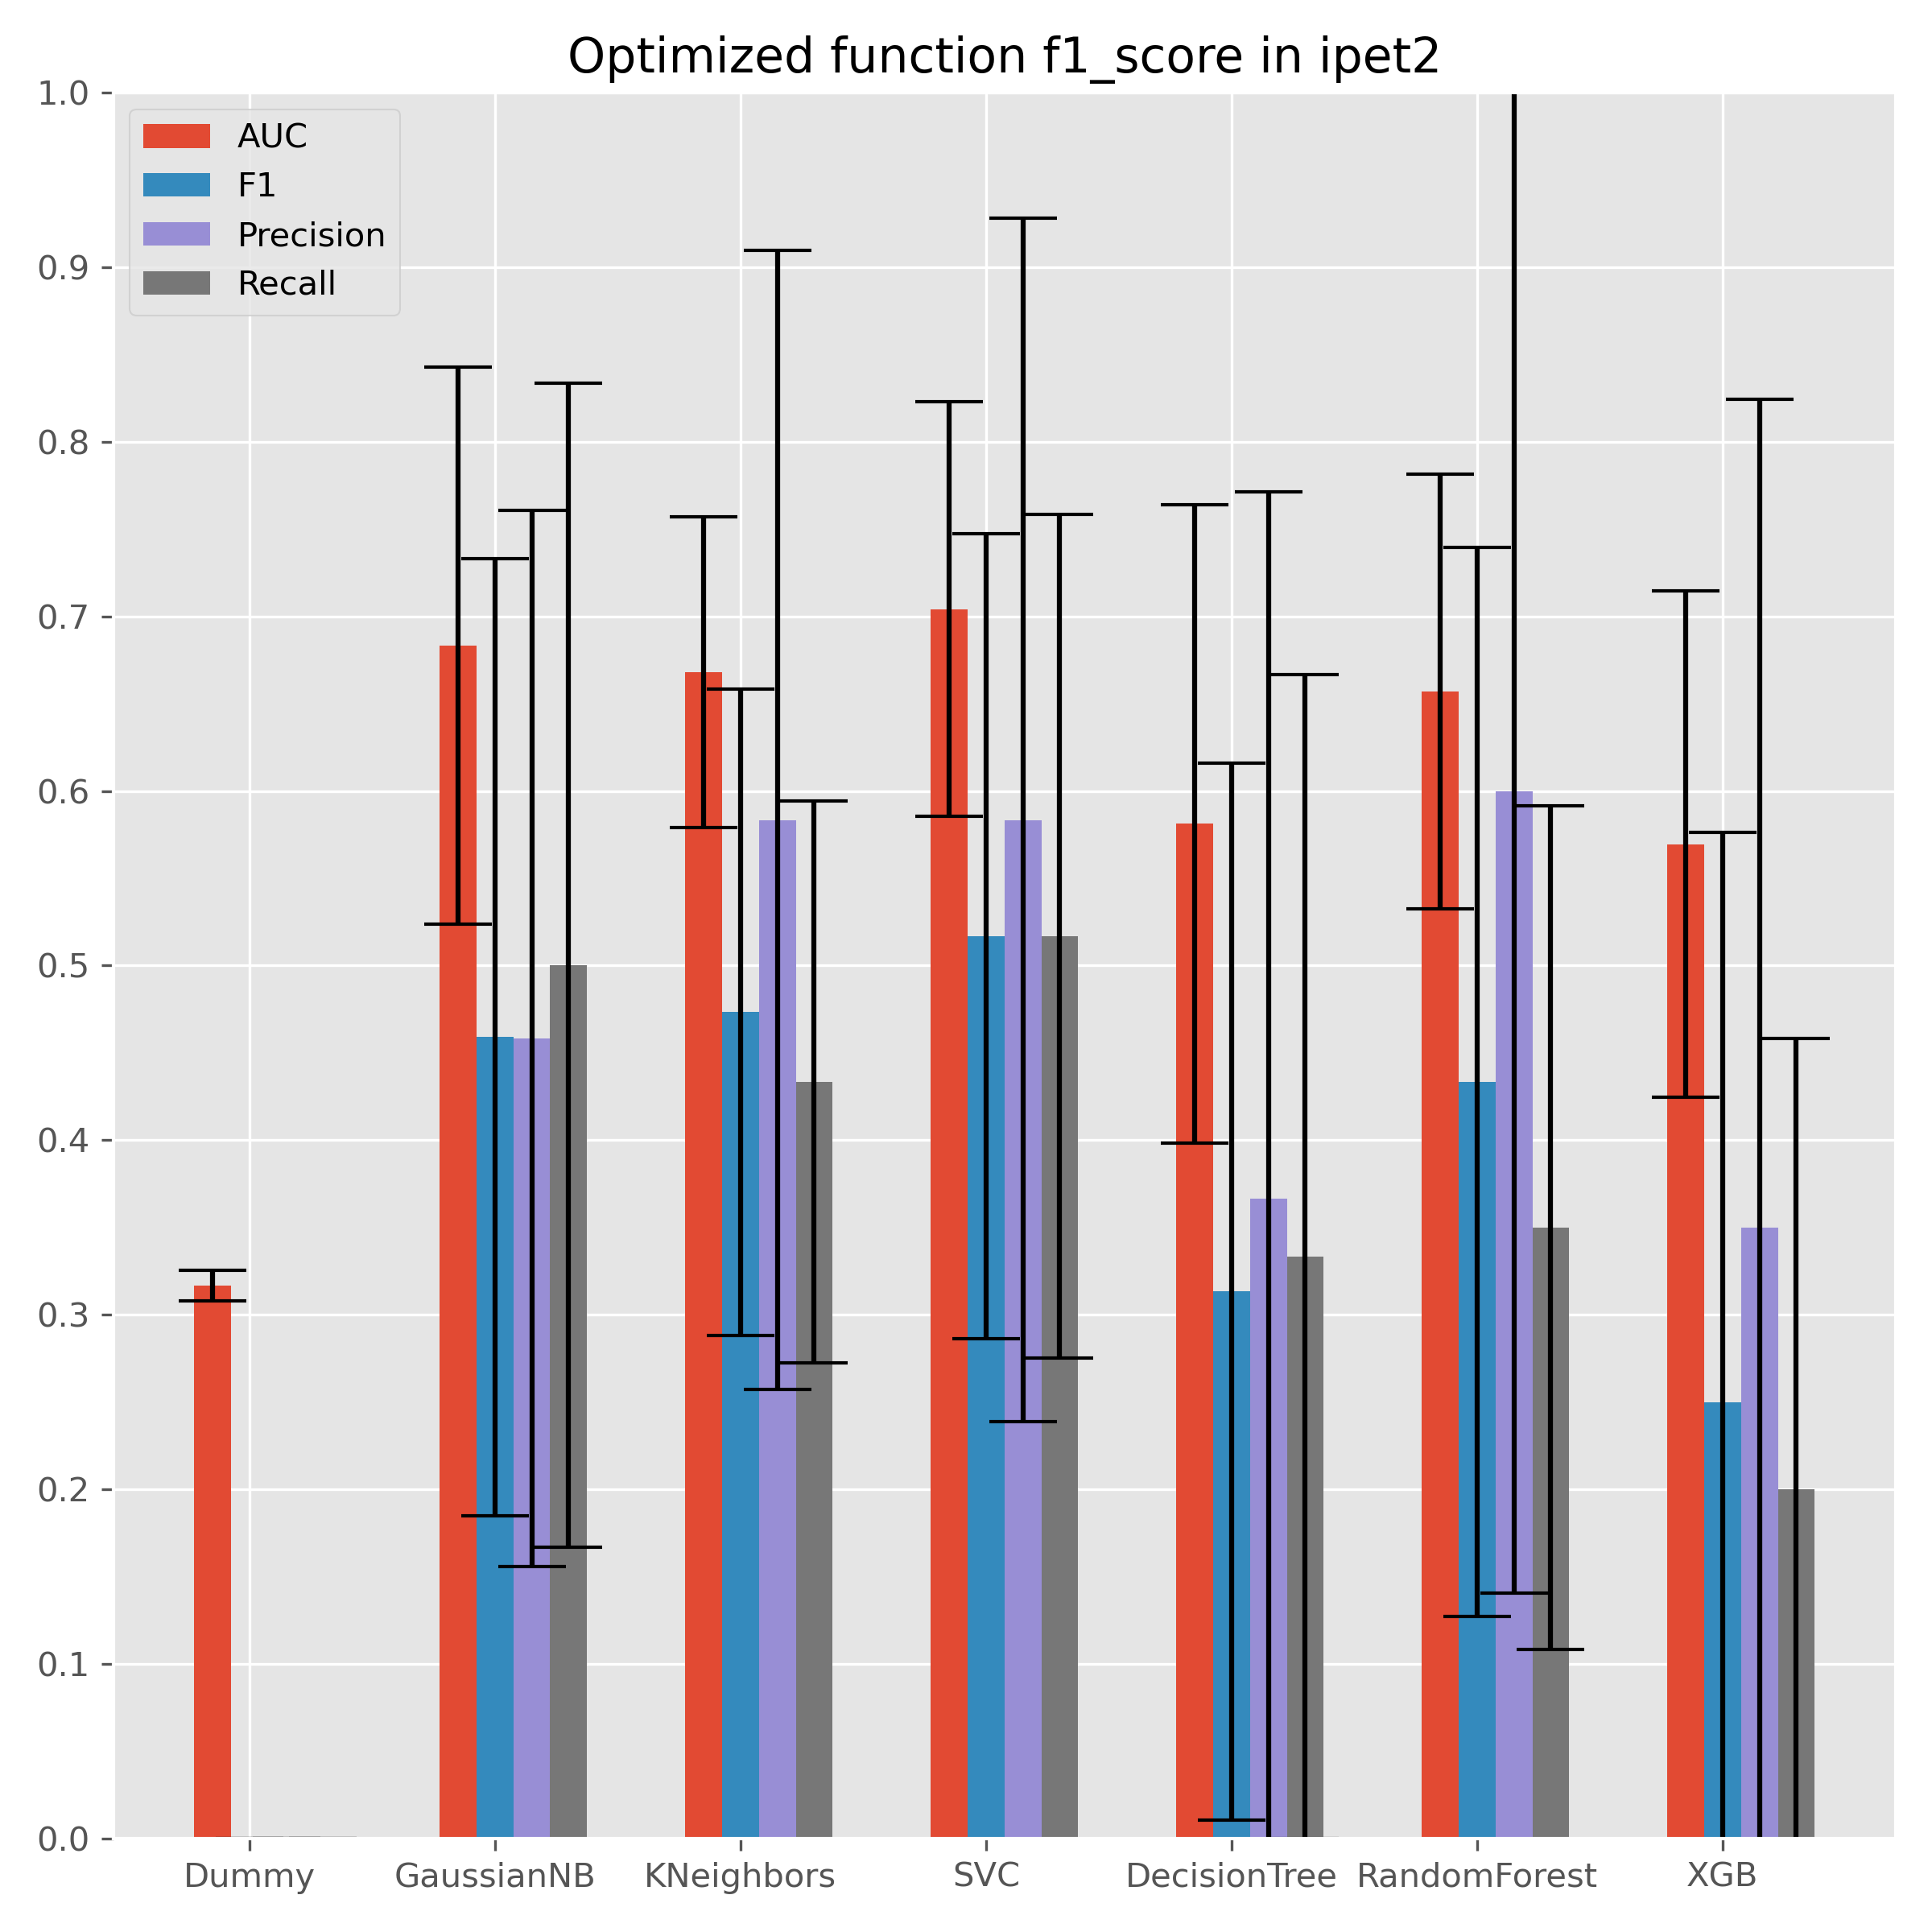 Optimized function f1_score in ipet2
1.0
0.9
0.8
0.7
0.6
0.5
0.4
0.3
0.2
0.1
0.0
AUC
F1
Precision
Recall
Dummy GaussianNB KNeighbors SVC DecisionTree RandomForest XGB